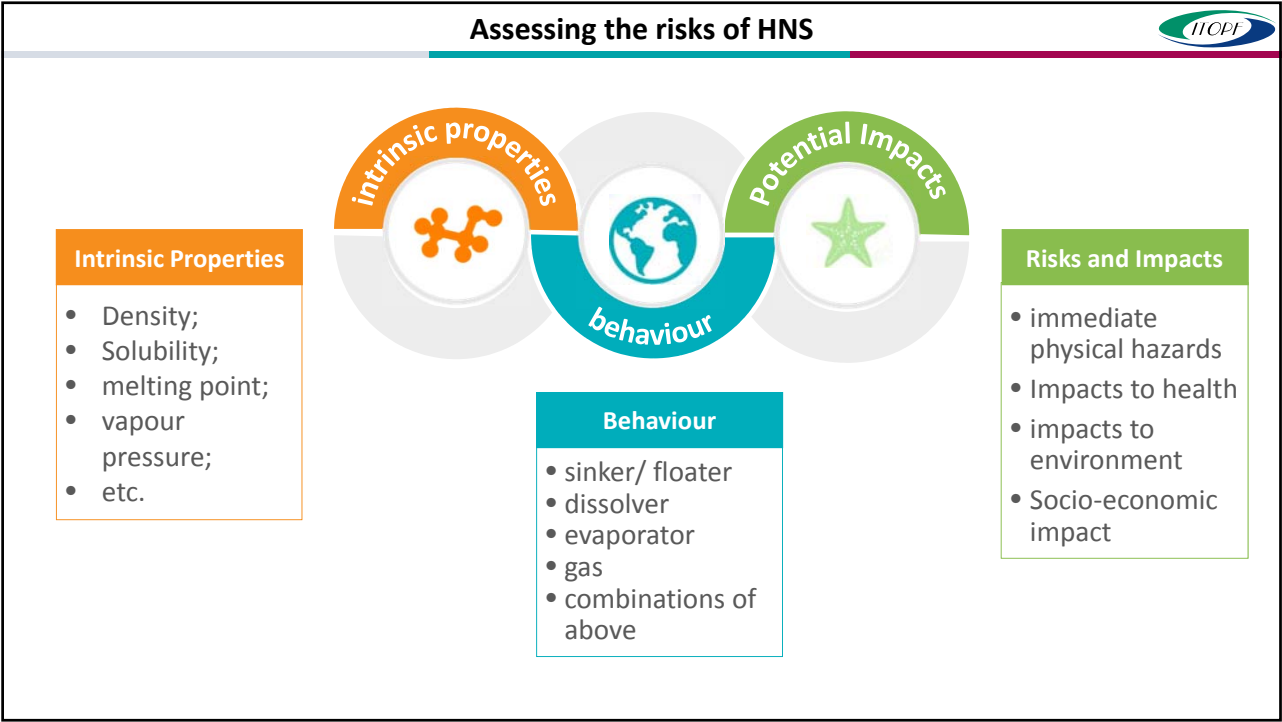 Assessing the risks of HNS
ITOPF
intrinsic properties
behaviour
Potential Impacts
Intrinsic Properties
• Density;
• Solubility;
• melting point;
• vapour
pressure;
• etc.
Behaviour
• sinker/ floater
• dissolver
• evaporator
• gas
• combinations of
above
Risks and Impacts
• immediate
physical hazards
• Impacts to health
• impacts to
environment
• Socio-economic
impact